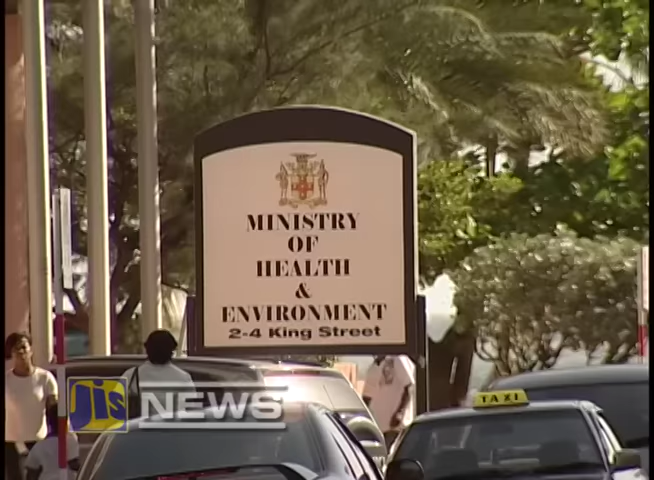 MINISTRY
OF
HEALTH
&
ENVIRONMENT
2-4 King Street
TAXI
JIS NEWS